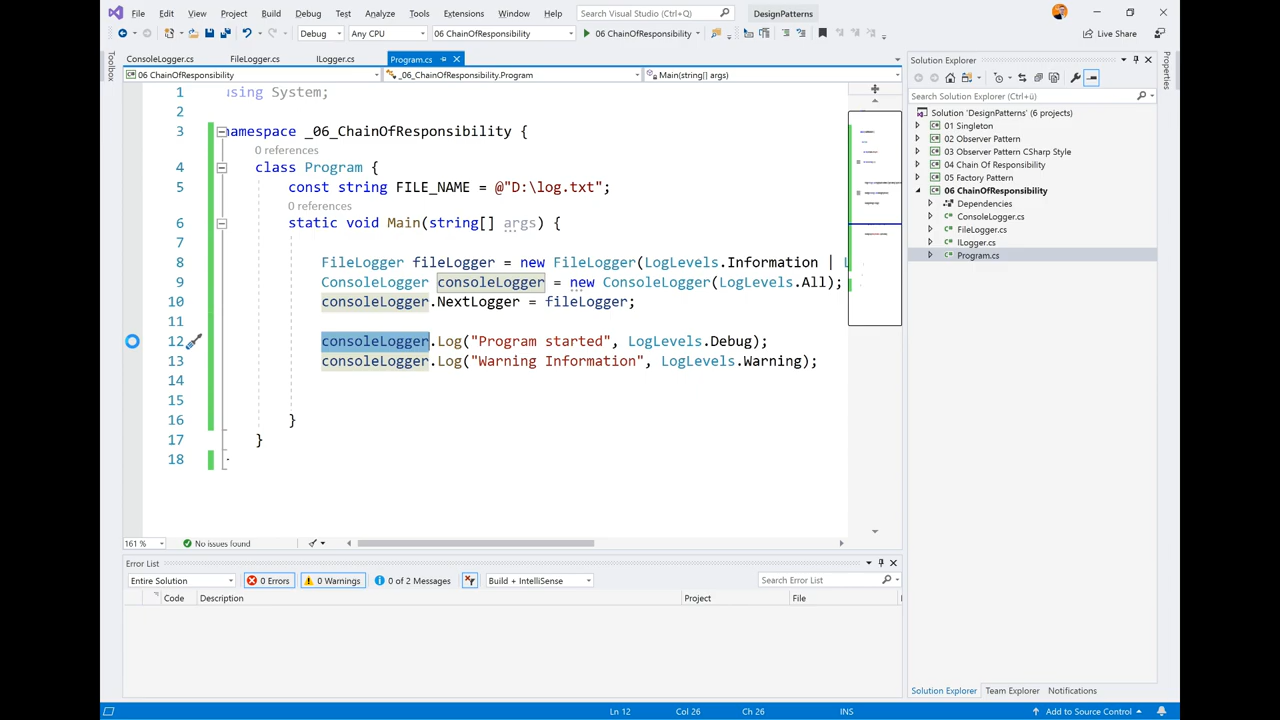 File Edit View Project Build Debug Test Analyze Tools Extensions Window Help Search Visual Studio (Ctrl+Q) DesignPatterns
Debug Any CPU 06 ChainOfResponsibility 06 ChainOfResponsibility Live Share
Toolbox
ConsoleLogger.cs FileLogger.cs ILogger.cs Program.cs
06 ChainOfResponsibility _06_ChainOfResponsibility.Program Main(string[] args)
1 using System;
2
3 namespace _06_ChainOfResponsibility {
0 references
4 class Program {
5 const string FILE_NAME = @"D:\log.txt";
0 references
6 static void Main(string[] args) {
7
8 FileLogger fileLogger = new FileLogger(LogLevels.Information | L
9 ConsoleLogger consoleLogger = new ConsoleLogger(LogLevels.All);
10 consoleLogger.NextLogger = fileLogger;
11
12 consoleLogger.Log("Program started", LogLevels.Debug);
13 consoleLogger.Log("Warning Information", LogLevels.Warning);
14
15
16 }
17 }
18
161 % No issues found
Error List
Entire Solution 0 Errors 0 Warnings 0 of 2 Messages Build + IntelliSense Search Error List
Code Description Project File
Solution Explorer
Search Solution Explorer (Ctrl+ü)
Solution 'DesignPatterns' (6 projects)
01 Singleton
02 Observer Pattern
03 Observer Pattern CSharp Style
04 Chain Of Responsibility
05 Factory Pattern
06 ChainOfResponsibility
Dependencies
ConsoleLogger.cs
FileLogger.cs
ILogger.cs
Program.cs
Properties
Solution Explorer Team Explorer Notifications
Ln 12 Col 26 Ch 26 INS Add to Source Control